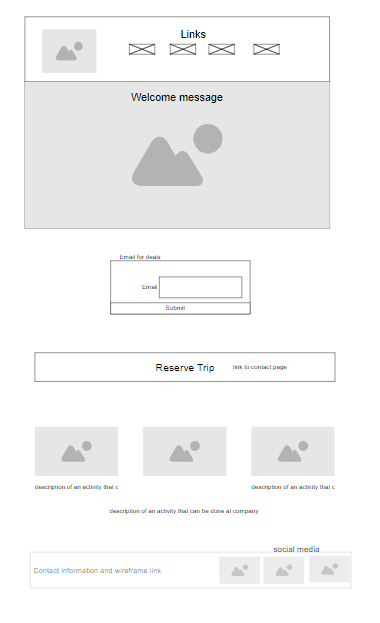 Links
Welcome message
Email for deals
Email
Submit
Reserve Trip
link to contact page
description of an activity that c
description of an activity that c
description of an activity that can be done at company
social media
Contact information and wireframe link